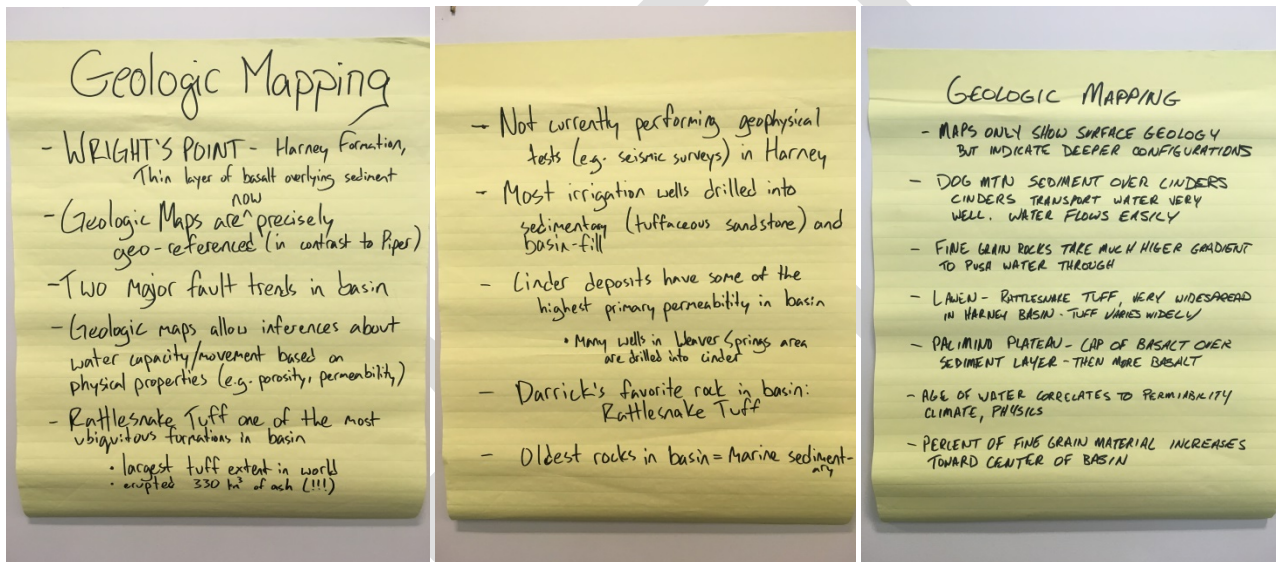 Geologic Mapping
- WRIGHT'S POINT - Harney Formation,
Thin layer of basalt overlying sediment
- Geologic Maps are now precisely
geo-referenced (in contrast to Piper)
- Two major fault trends in basin
- Geologic maps allow inferences about
water capacity/movement based on
physical properties (e.g. porosity, permeability)
- Rattlesnake Tuff one of the most
ubiquitous formations in basin
• largest tuff extent in world
• erupted 330 km³ of ash (!!!)
- Not currently performing geophysical
tests (e.g. seismic surveys) in Harney
- Most irrigation wells drilled into
sedimentary (tuffaceous sandstone) and
basin-fill
- Cinder deposits have some of the
highest primary permeability in basin
• Many wells in Weaver Springs area
are drilled into cinder
- Darrick's favorite rock in basin:
Rattlesnake Tuff
- Oldest rocks in basin = Marine sediment-
ary
GEOLOGIC MAPPING
- MAPS ONLY SHOW SURFACE GEOLOGY
BUT INDICATE DEEPER CONFIGURATIONS
- DOG MTN SEDIMENT OVER CINDERS
CINDERS TRANSPORT WATER VERY
WELL. WATER FLOWS EASILY
- FINE GRAIN ROCKS TAKE MUCH HIGER GRADIENT
TO PUSH WATER THROUGH
- LAVEN - RATTLESNAKE TUFF, VERY WIDESPREAD
IN HARNEY BASIN - TUFF VARIES WIDELY
- PALIMINO PLATEAU - CAP OF BASALT OVER
SEDIMENT LAYER - THEN MORE BASALT
- AGE OF WATER CORRELATES TO PERMIABILITY
CLIMATE, PHYSICS
- PERCENT OF FINE GRAIN MATERIAL INCREASES
TOWARD CENTER OF BASIN